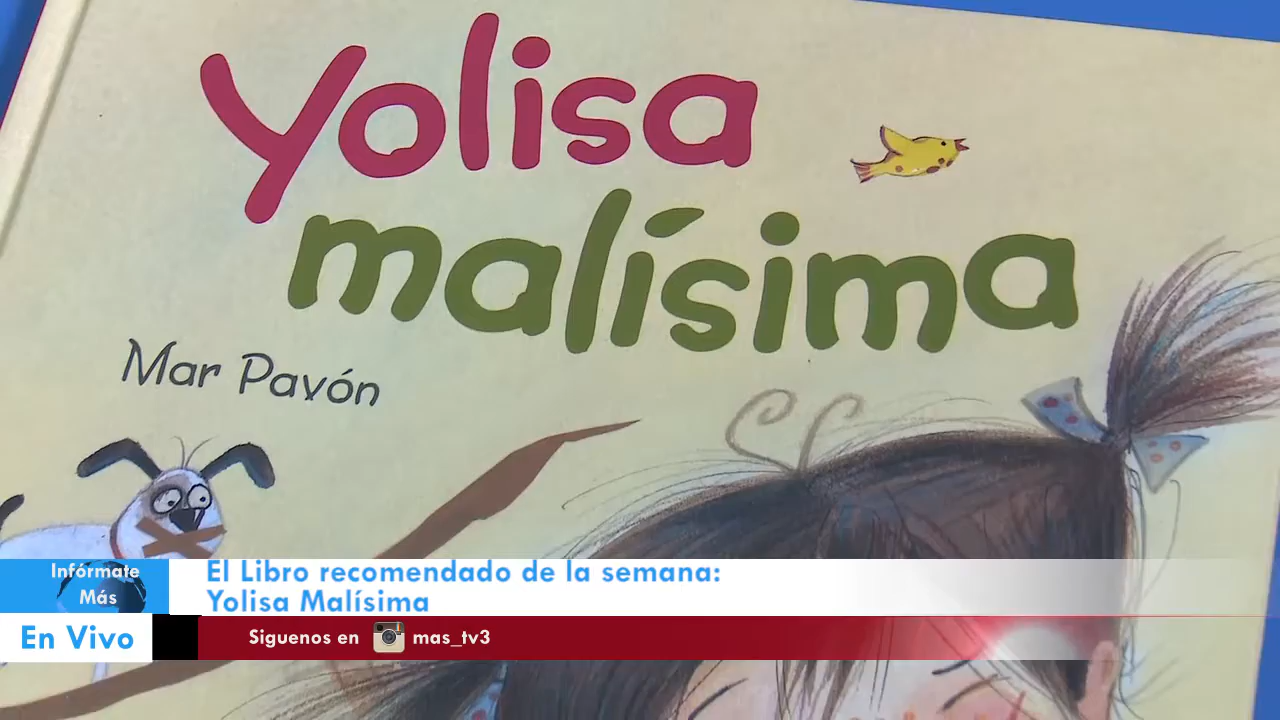 Yolisa
malísima
Mar Pavón
Infórmate
Más
El Libro recomendado de la semana:
Yolisa Malísima
En Vivo
Siguenos en mas_tv3